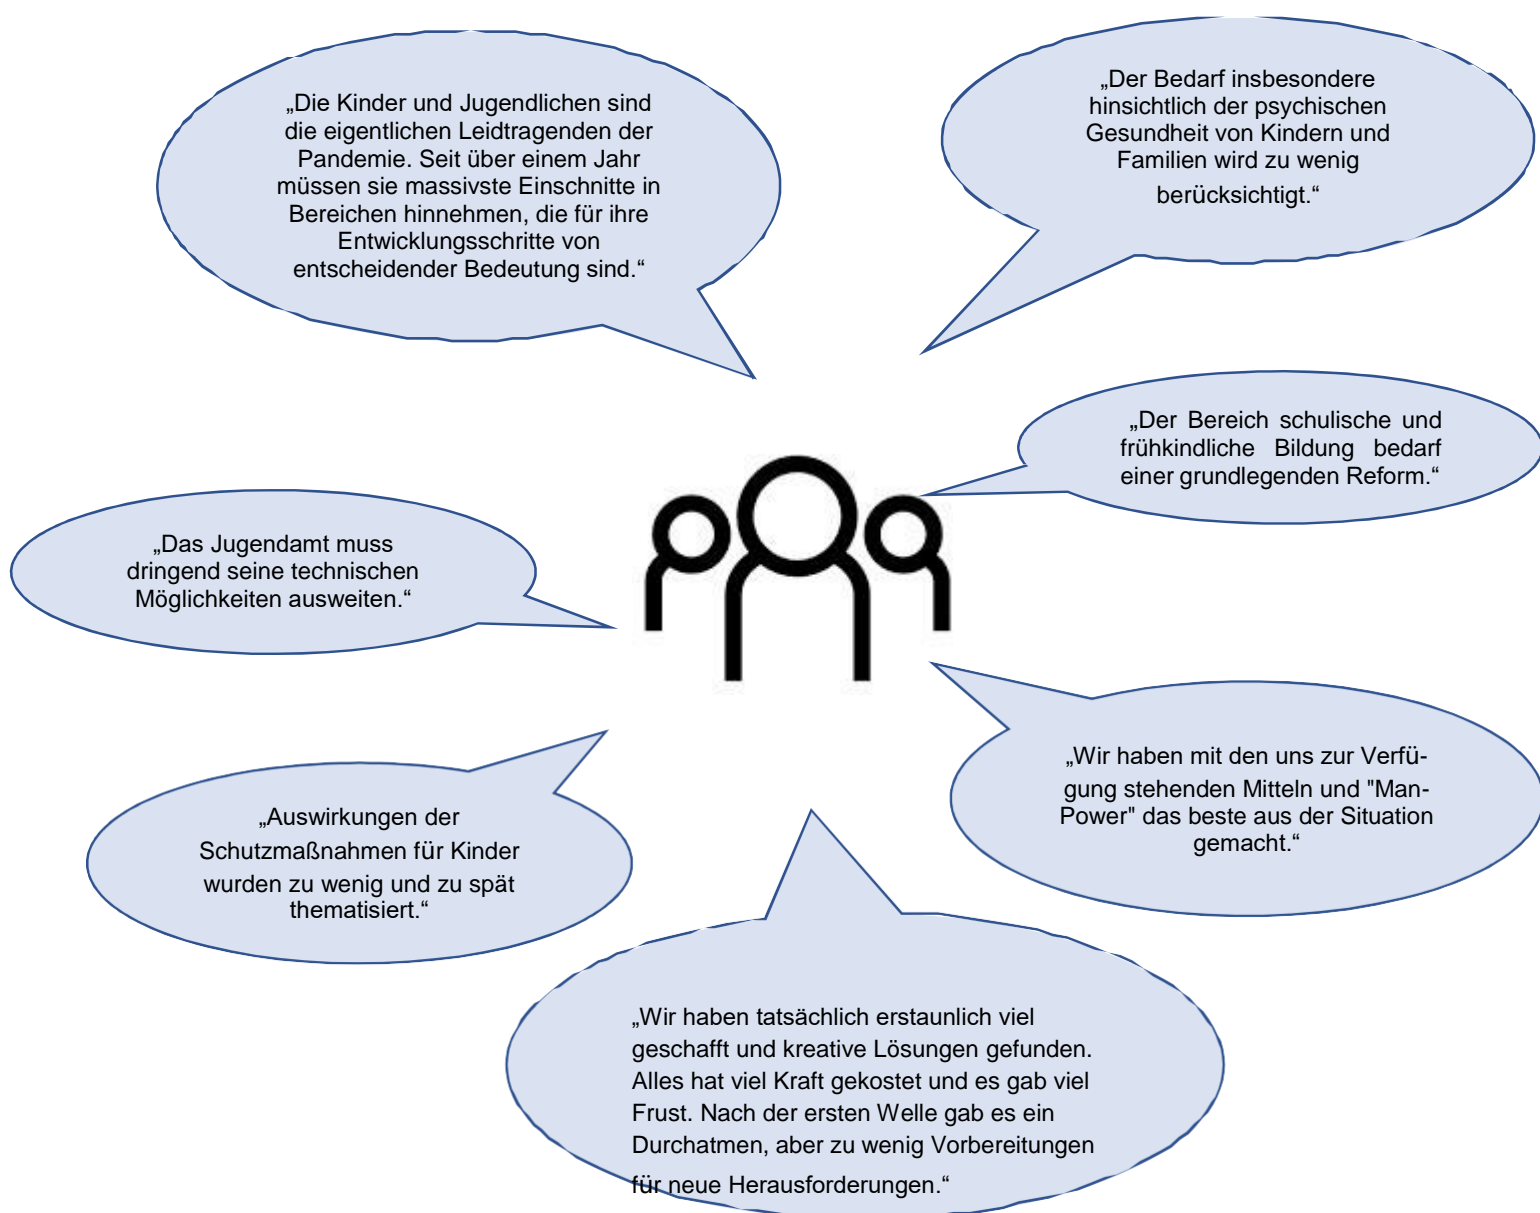 „Die Kinder und Jugendlichen sind
die eigentlichen Leidtragenden der
Pandemie. Seit über einem Jahr
müssen sie massivste Einschnitte in
Bereichen hinnehmen, die für ihre
Entwicklungsschritte von
entscheidender Bedeutung sind.“
„Der Bedarf insbesondere
hinsichtlich der psychischen
Gesundheit von Kindern und
Familien wird zu wenig
berücksichtigt.“
„Der Bereich schulische und
frühkindliche Bildung bedarf
einer grundlegenden Reform.“
„Das Jugendamt muss
dringend seine technischen
Möglichkeiten ausweiten.“
„Wir haben mit den uns zur Verfü-
gung stehenden Mitteln und "Man-
Power" das beste aus der Situation
gemacht.“
„Auswirkungen der
Schutzmaßnahmen für Kinder
wurden zu wenig und zu spät
thematisiert.“
„Wir haben tatsächlich erstaunlich viel
geschafft und kreative Lösungen gefunden.
Alles hat viel Kraft gekostet und es gab viel
Frust. Nach der ersten Welle gab es ein
Durchatmen, aber zu wenig Vorbereitungen
für neue Herausforderungen.“